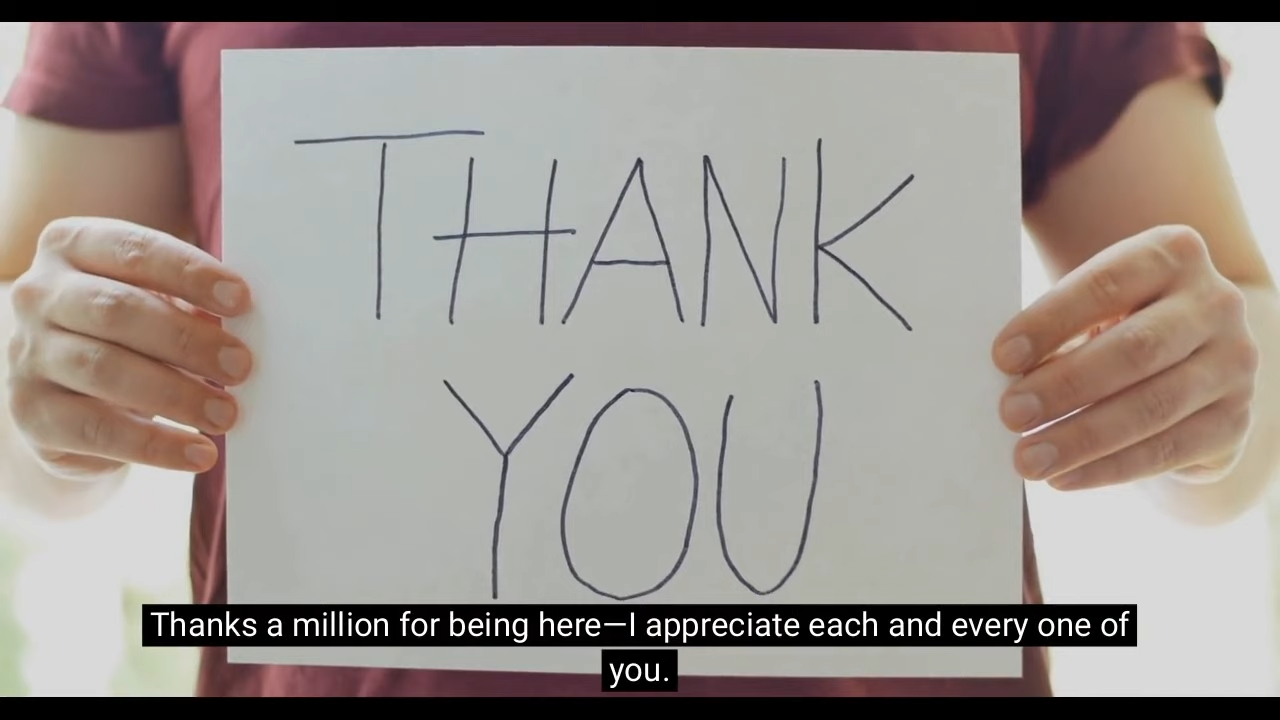 THANK
YOU
Thanks a million for being here—I appreciate each and every one of
you.